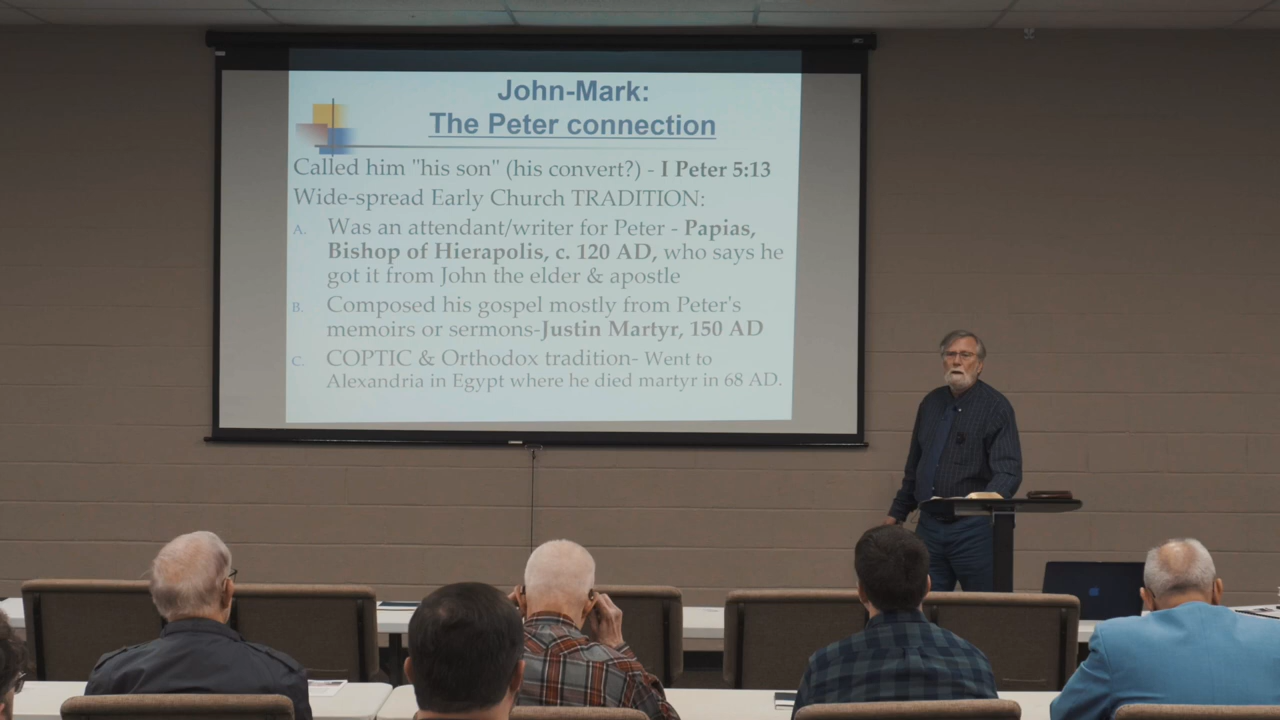 John-Mark:
The Peter connection
Called him "his son" (his convert?) - I Peter 5:13
Wide-spread Early Church TRADITION:
A. Was an attendant/writer for Peter - Papias,
Bishop of Hierapolis, c. 120 AD, who says he
got it from John the elder & apostle
B. Composed his gospel mostly from Peter's
memoirs or sermons-Justin Martyr, 150 AD
C. COPTIC & Orthodox tradition- Went to
Alexandria in Egypt where he died martyr in 68 AD.